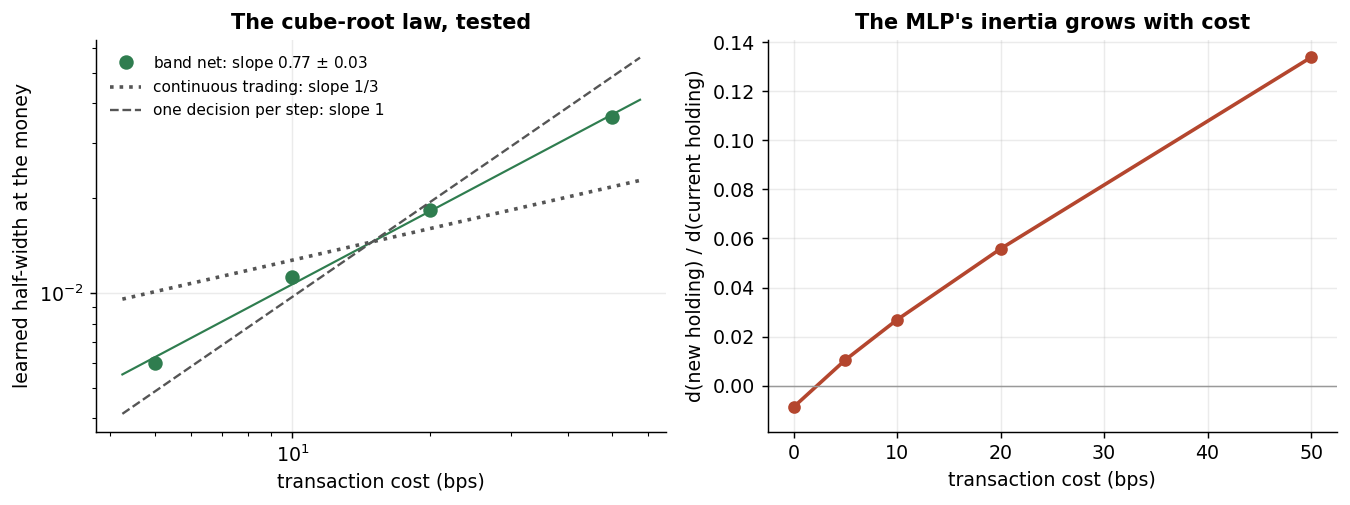 The cube-root law, tested
band net: slope 0.77 ± 0.03
continuous trading: slope 1/3
one decision per step: slope 1
learned half-width at the money
10⁻²
10¹
transaction cost (bps)
The MLP's inertia grows with cost
d(new holding) / d(current holding)
0.14
0.12
0.10
0.08
0.06
0.04
0.02
0.00
0 10 20 30 40 50
transaction cost (bps)